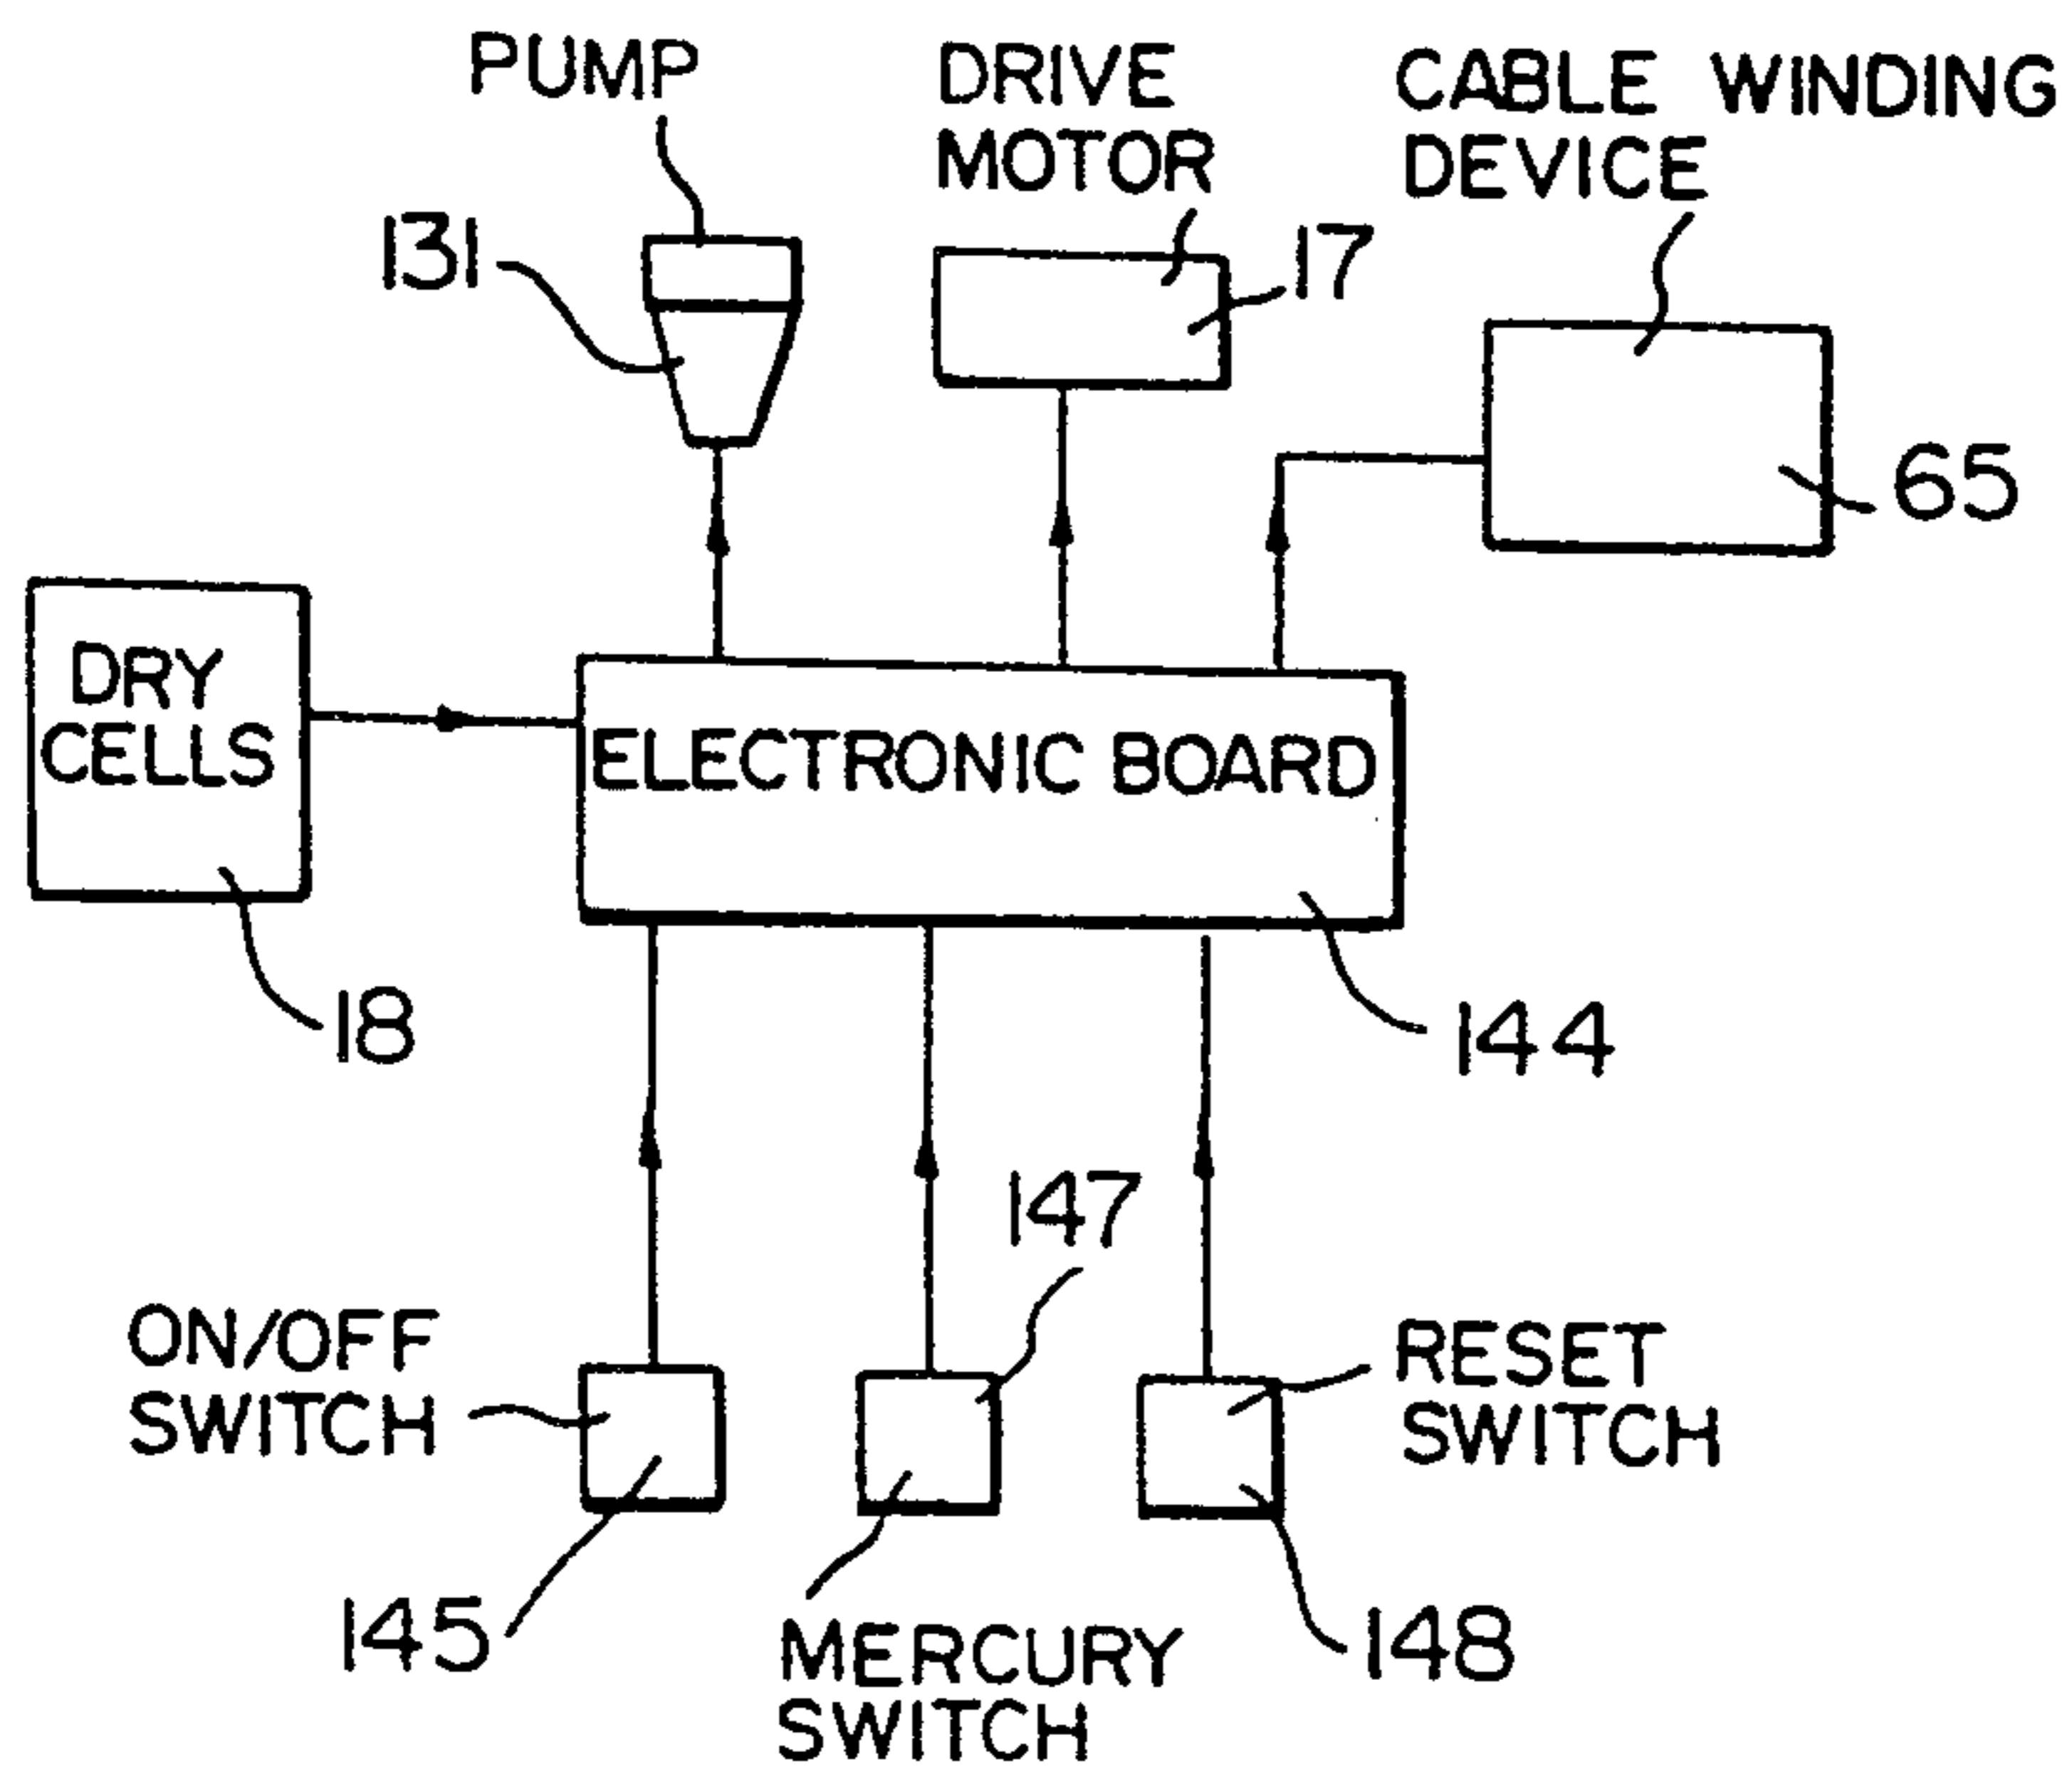 PUMP
DRIVE
MOTOR
CABLE WINDING
DEVICE
131
17
65
DRY
CELLS
ELECTRONIC BOARD
18
144
147
ON/OFF
SWITCH
RESET
SWITCH
145
MERCURY
SWITCH
148